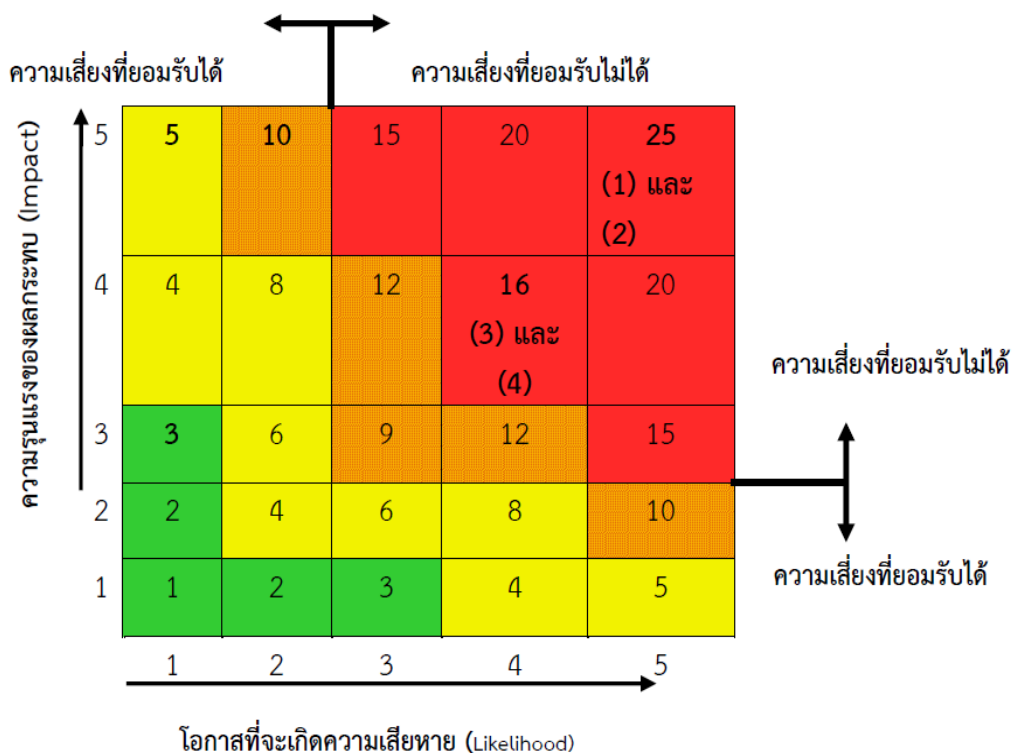 ความเสี่ยงที่ยอมรับได้ ความเสี่ยงที่ยอมรับไม่ได้
ความรุนแรงของผลกระทบ (Impact)
5 5 10 15 20 25
(1) และ
(2)
4 4 8 12 16 20
(3) และ
(4)
ความเสี่ยงที่ยอมรับไม่ได้
3 3 6 9 12 15
2 2 4 6 8 10
ความเสี่ยงที่ยอมรับได้
1 1 2 3 4 5
1 2 3 4 5
โอกาสที่จะเกิดความเสียหาย (Likelihood)